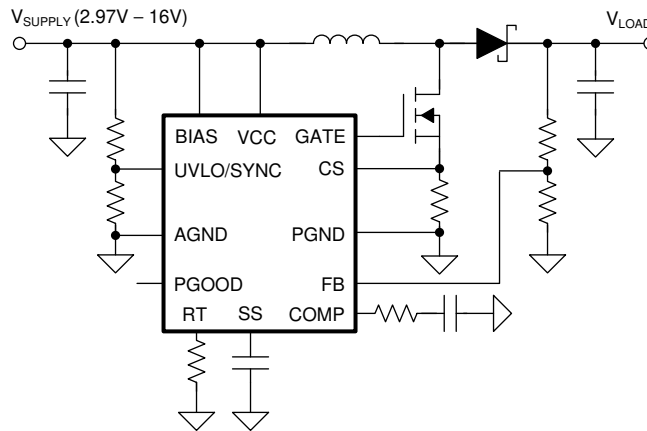 VSUPPLY (2.97V – 16V)
VLOAD
BIAS VCC GATE
UVLO/SYNC CS
AGND PGND
PGOOD FB
RT SS COMP